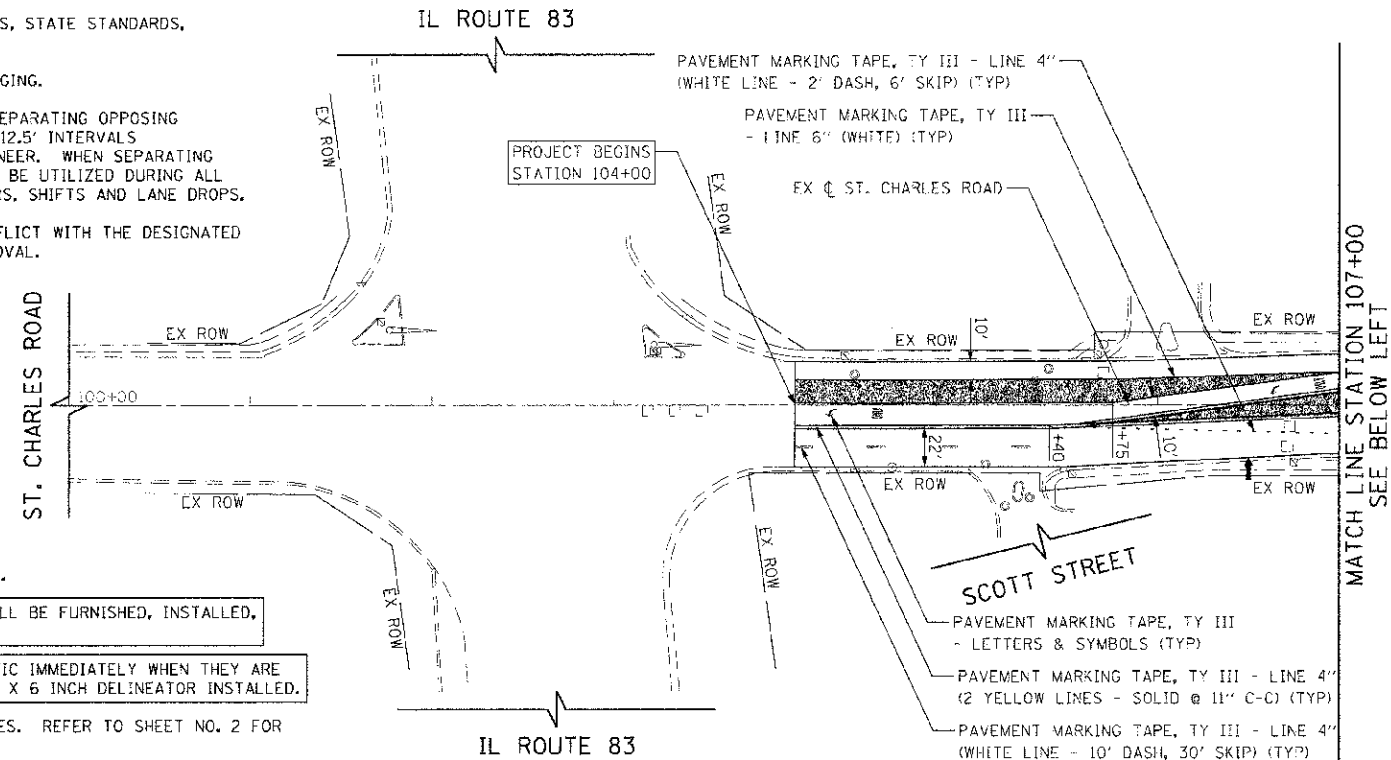 S, STATE STANDARDS,
GING.
EPARATING OPPOSING
12.5' INTERVALS
NEER. WHEN SEPARATING
BE UTILIZED DURING ALL
RS, SHIFTS AND LANE DROPS.
FLICT WITH THE DESIGNATED
OVAL.
IL ROUTE 83
PAVEMENT MARKING TAPE, TY III - LINE 4"
(WHITE LINE - 2' DASH, 6' SKIP) (TYP)
PAVEMENT MARKING TAPE, TY III
- LINE 6" (WHITE) (TYP)
PROJECT BEGINS
STATION 104+00
EX ℄ ST. CHARLES ROAD
EX ROW
EX ROW
ST. CHARLES ROAD
EX ROW
EX ROW
EX ROW
10'
100+00
22'
+40
+75
10'
EX ROW
EX ROW
EX ROW
EX ROW
EX ROW
SCOTT STREET
MATCH LINE STATION 107+00
SEE BELOW LEFT
LL BE FURNISHED, INSTALLED,
IC IMMEDIATELY WHEN THEY ARE
X 6 INCH DELINEATOR INSTALLED.
ES. REFER TO SHEET NO. 2 FOR
PAVEMENT MARKING TAPE, TY III
- LETTERS & SYMBOLS (TYP)
PAVEMENT MARKING TAPE, TY III - LINE 4"
(2 YELLOW LINES - SOLID @ 11" C-C) (TYP)
PAVEMENT MARKING TAPE, TY III - LINE 4"
(WHITE LINE - 10' DASH, 30' SKIP) (TYP)
IL ROUTE 83